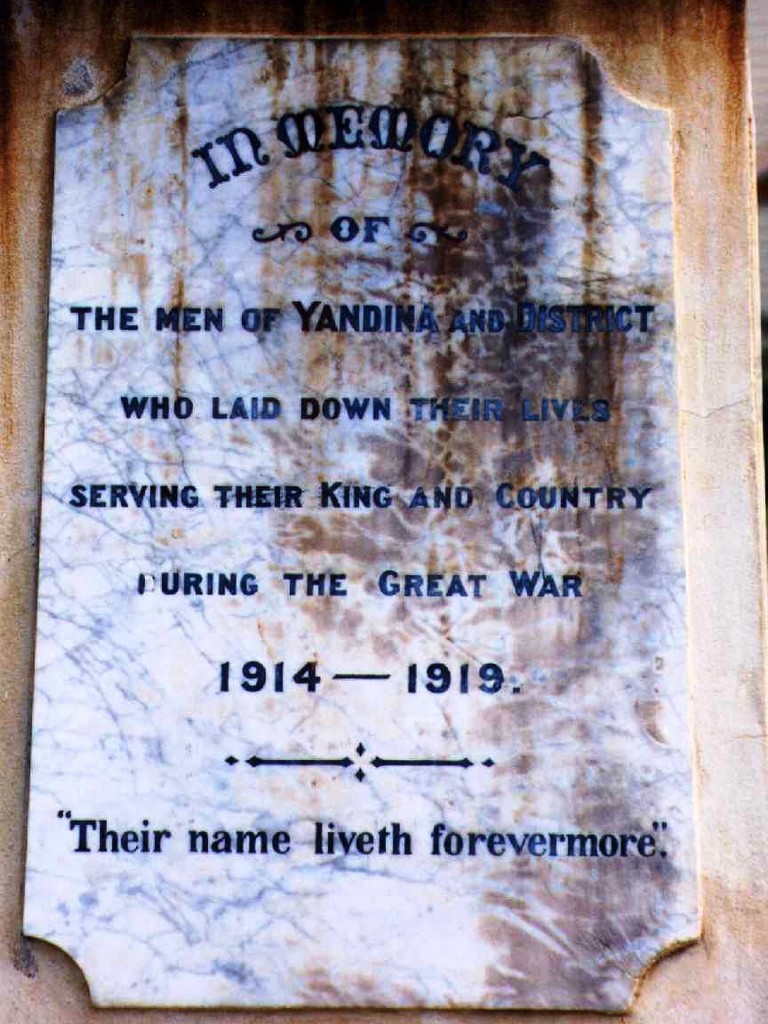 IN MEMORY
OF
THE MEN OF YANDINA AND DISTRICT
WHO LAID DOWN THEIR LIVES
SERVING THEIR KING AND COUNTRY
DURING THE GREAT WAR
1914 — 1919.
"Their name liveth forevermore".